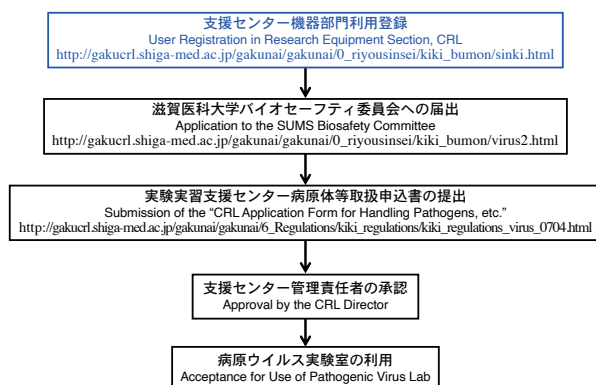 支援センター機器部門利用登録
User Registration in Research Equipment Section, CRL
http://gakucrl.shiga-med.ac.jp/gakunai/gakunai/0_riyousinsei/kiki_bumon/sinki.html
滋賀医科大学バイオセーフティ委員会への届出
Application to the SUMS Biosafety Committee
http://gakucrl.shiga-med.ac.jp/gakunai/gakunai/0_riyousinsei/kiki_bumon/virus2.html
実験実習支援センター病原体等取扱申込書の提出
Submission of the “CRL Application Form for Handling Pathogens, etc.”
http://gakucrl.shiga-med.ac.jp/gakunai/gakunai/6_Regulations/kiki_regulations/kiki_regulations_virus_0704.html
支援センター管理責任者の承認
Approval by the CRL Director
病原ウイルス実験室の利用
Acceptance for Use of Pathogenic Virus Lab